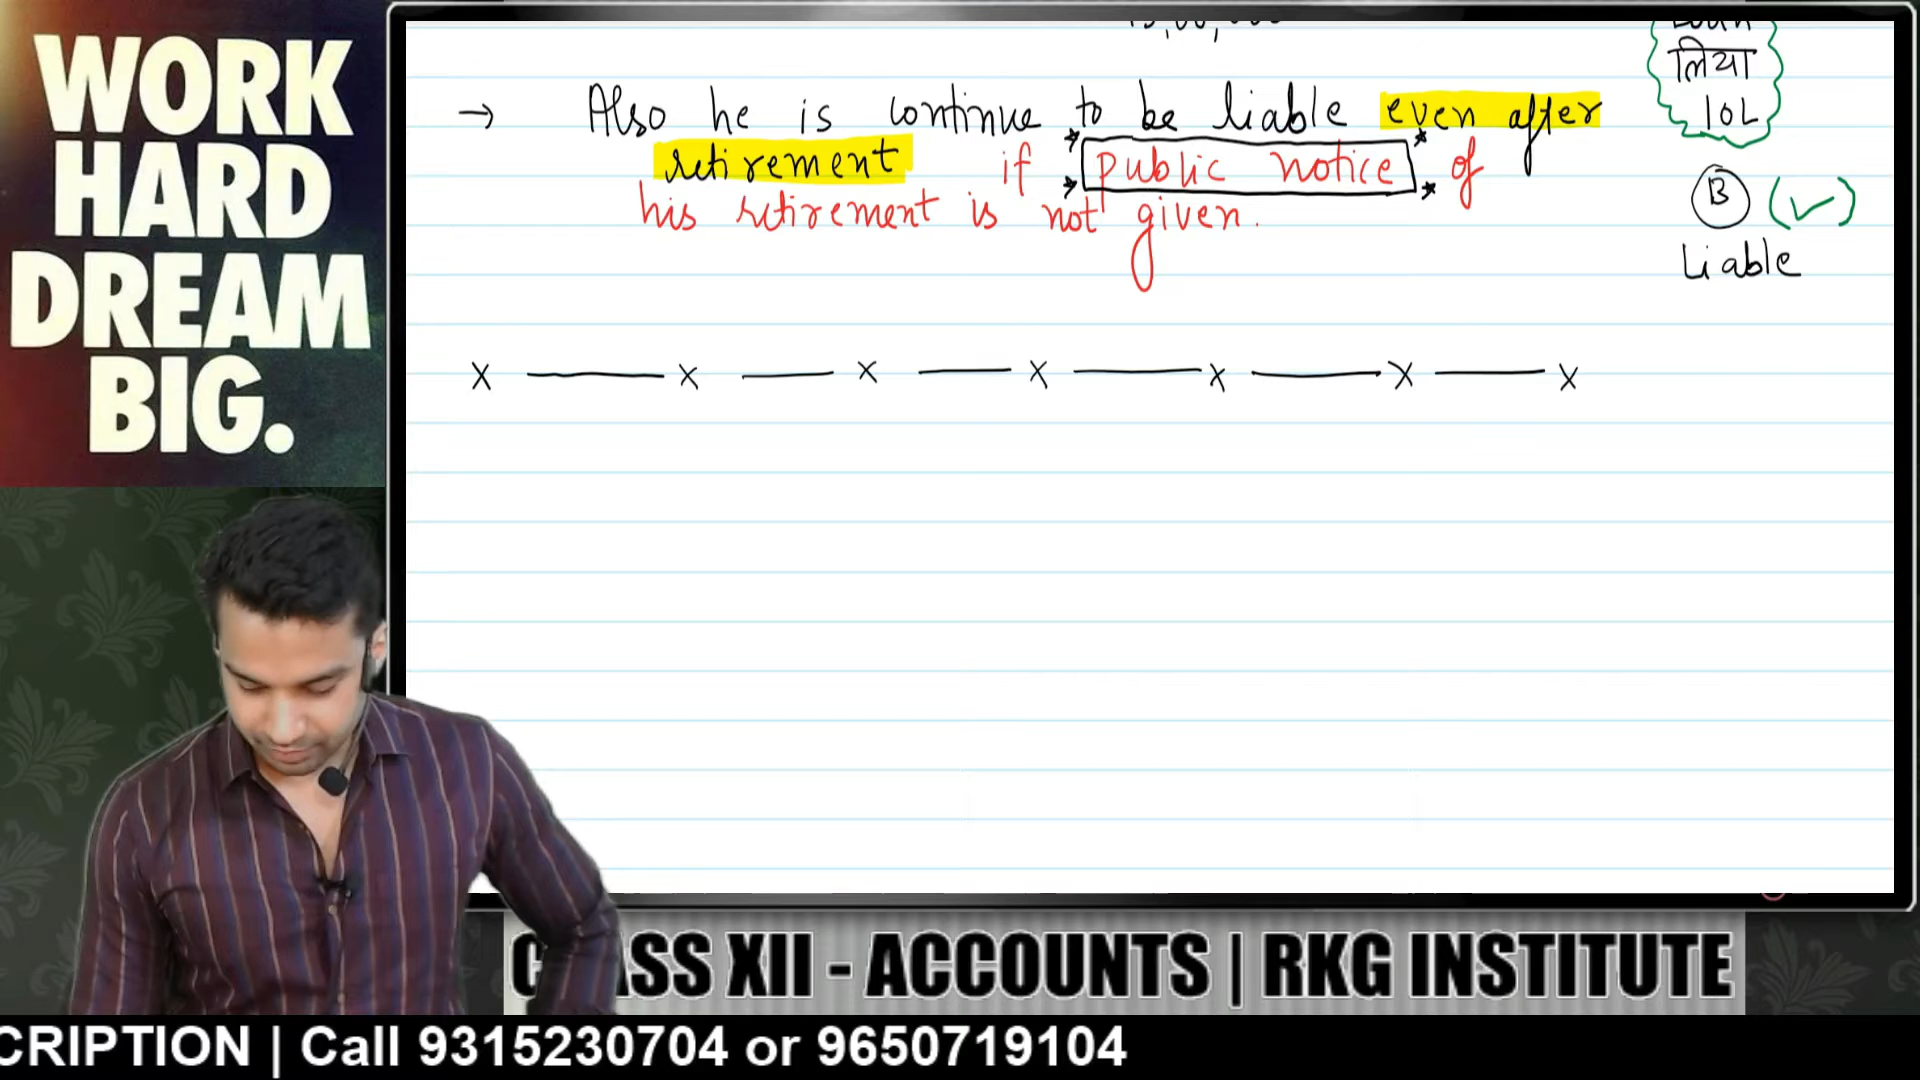 WORK
HARD
DREAM
BIG.
लिया
10L
→ Also he is continue to be liable even after
retirement if public notice of
his retirement is not given.
B (✓)
Liable
x — x — x — x — x — x — x
ASS XII - ACCOUNTS | RKG INSTITUTE
CRIPTION | Call 9315230704 or 9650719104